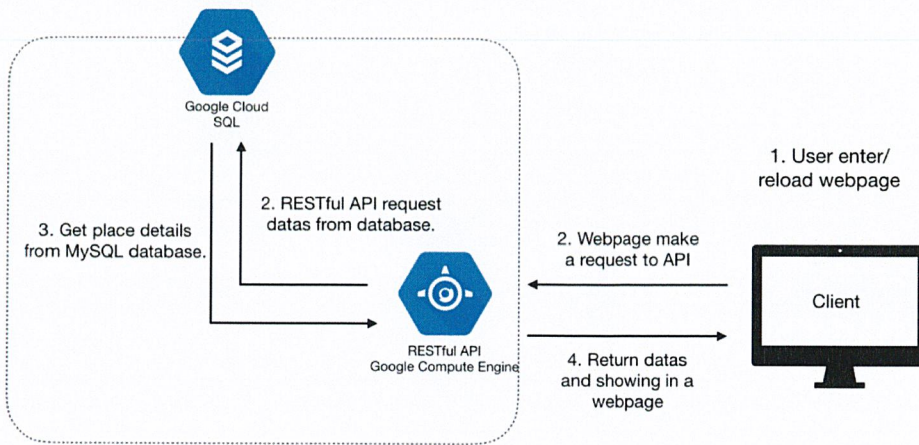 Google Cloud
SQL
1. User enter/
reload webpage
2. RESTful API request
datas from database.
3. Get place details
from MySQL database.
2. Webpage make
a request to API
Client
RESTful API
Google Compute Engine
4. Return datas
and showing in a
webpage